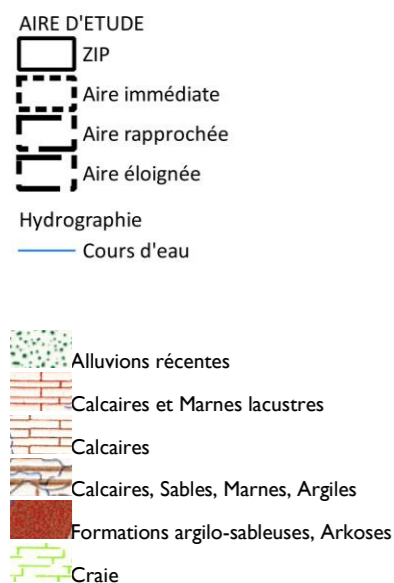 AIRE D'ETUDE
ZIP
Aire immédiate
Aire rapprochée
Aire éloignée
Hydrographie
Cours d'eau
Alluvions récentes
Calcaires et Marnes lacustres
Calcaires
Calcaires, Sables, Marnes, Argiles
Formations argilo-sableuses, Arkoses
Craie